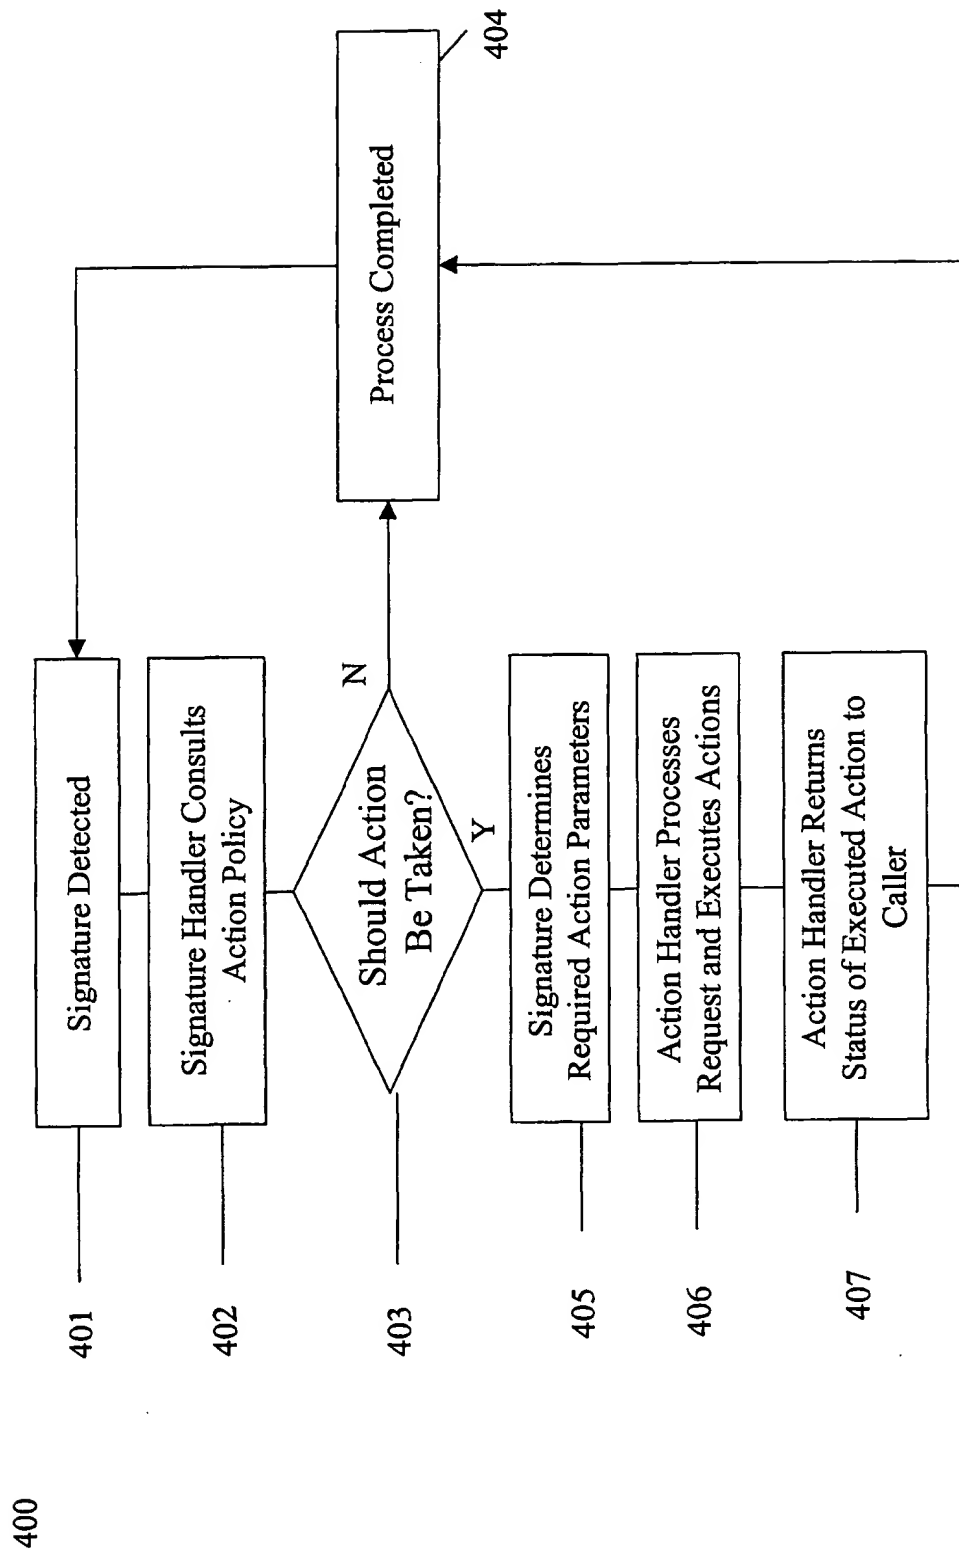 400
401
Signature Detected
402
Signature Handler Consults
Action Policy
403
Should Action
Be Taken?
N
Y
Process Completed
404
405
Signature Determines
Required Action Parameters
406
Action Handler Processes
Request and Executes Actions
407
Action Handler Returns
Status of Executed Action to
Caller